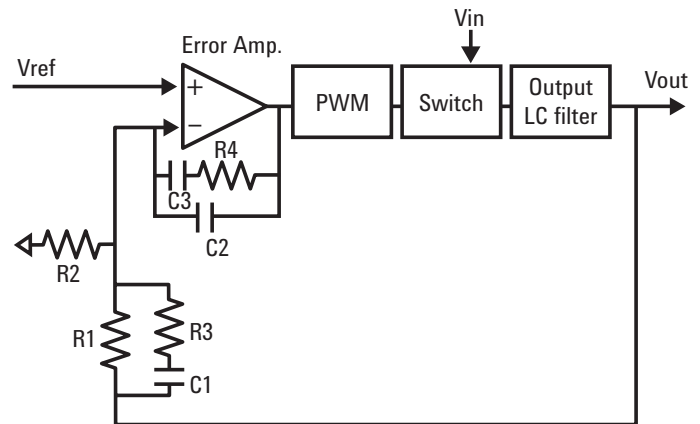 Vin
Error Amp.
Vref
+
−
PWM
Switch
Output
LC filter
Vout
R4
C3
C2
R2
R1
R3
C1